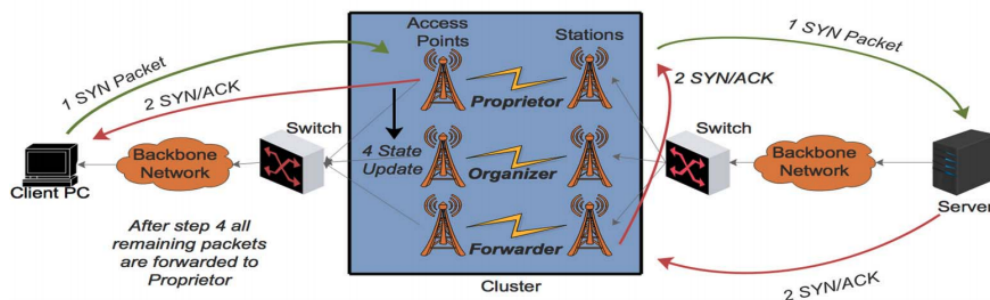 Access
Points
Stations
1 SYN Packet
2 SYN/ACK
1 SYN Packet
2 SYN/ACK
Proprietor
Switch
4 State
Update
Switch
Backbone
Network
Organizer
Backbone
Network
Client PC
Server
After step 4 all
remaining packets
are forwarded to
Proprietor
Forwarder
2 SYN/ACK
Cluster